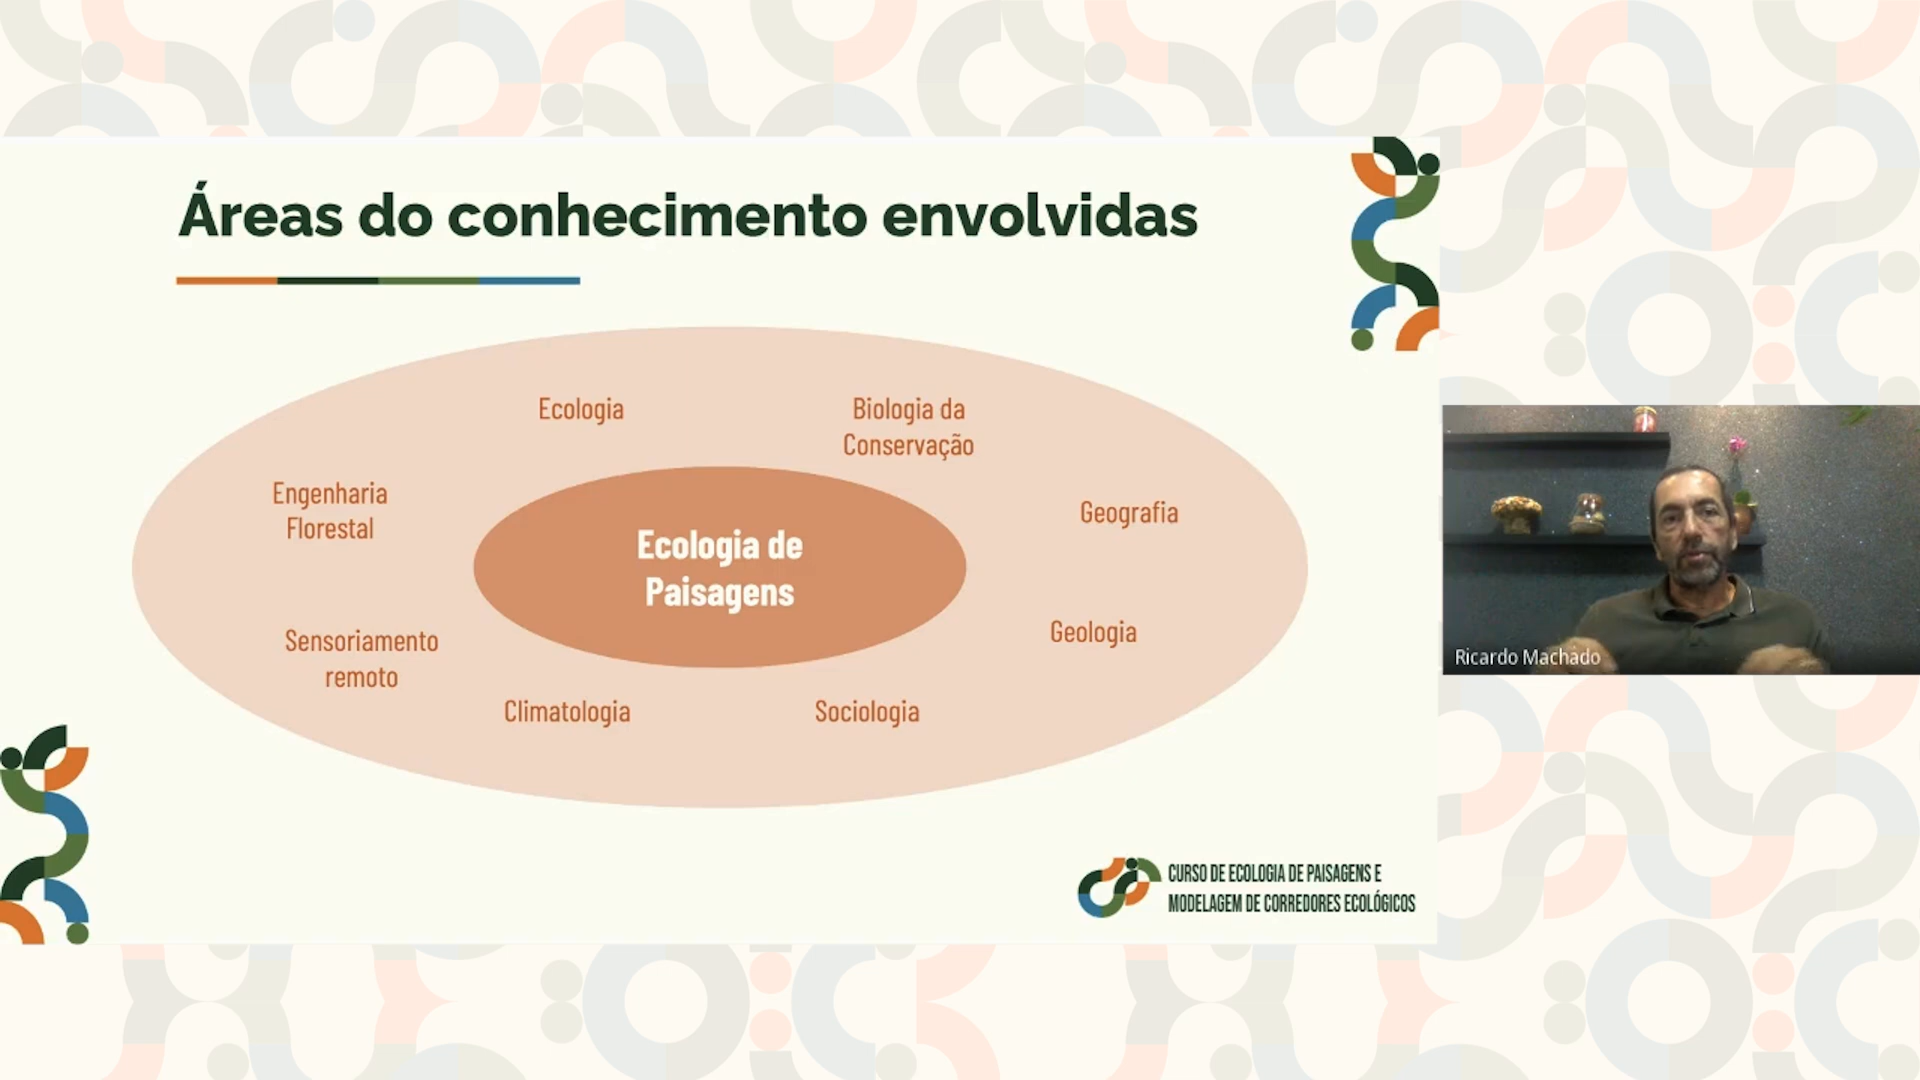 Áreas do conhecimento envolvidas
Ecologia
Biologia da
Conservação
Engenharia
Florestal
Geografia
Ecologia de
Paisagens
Sensoriamento
remoto
Geologia
Climatologia
Sociologia
Ricardo Machado
CURSO DE ECOLOGIA DE PAISAGENS E
MODELAGEM DE CORREDORES ECOLÓGICOS